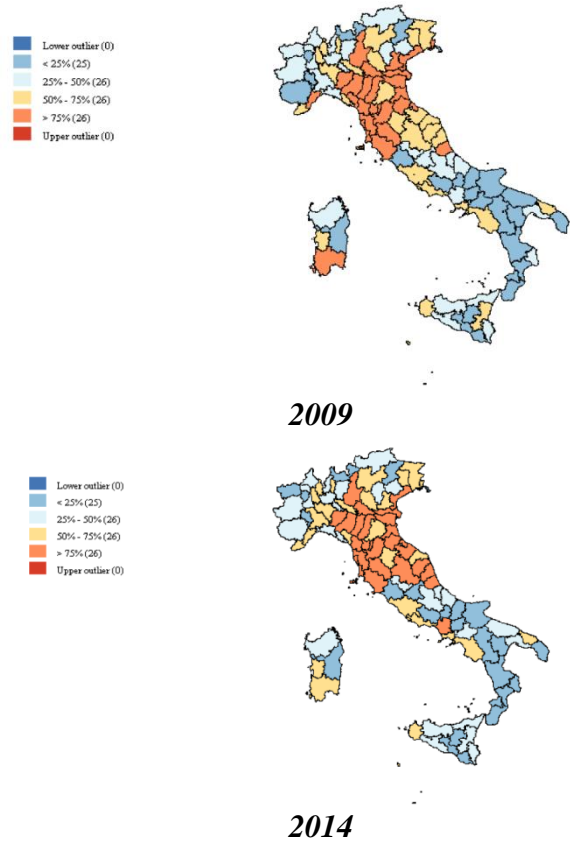 Lower outlier (0)
< 25% (25)
25% - 50% (26)
50% - 75% (26)
> 75% (26)
Upper outlier (0)
2009
Lower outlier (0)
< 25% (25)
25% - 50% (26)
50% - 75% (26)
> 75% (26)
Upper outlier (0)
2014